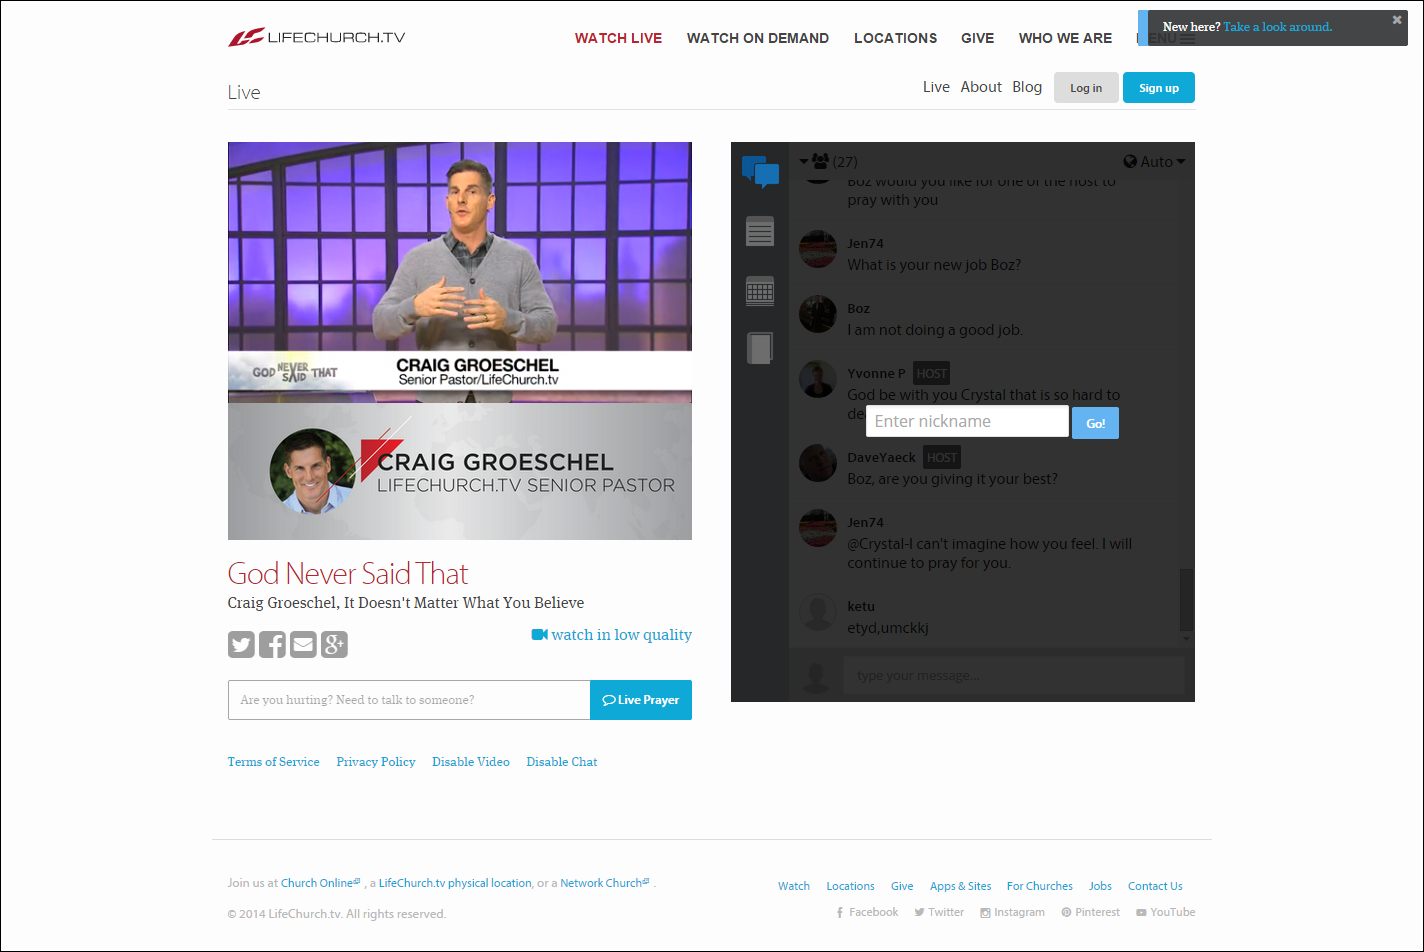 LIFECHURCH.TV
WATCH LIVE WATCH ON DEMAND LOCATIONS GIVE WHO WE ARE MENU
New here? Take a look around.
Live
Live About Blog Log in Sign up
CRAIG GROESCHEL
Senior Pastor/LifeChurch.tv
GOD NEVER SAID THAT
CRAIG GROESCHEL
LIFECHURCH.TV SENIOR PASTOR
God Never Said That
Craig Groeschel, It Doesn't Matter What You Believe
watch in low quality
Are you hurting? Need to talk to someone? Live Prayer
Terms of Service Privacy Policy Disable Video Disable Chat
(27) Auto
Boz would you like for one of the host to
pray with you
Jen74
What is your new job Boz?
Boz
I am not doing a good job.
Yvonne P HOST
God be with you Crystal that is so hard to
Enter nickname Go!
DaveYaeck HOST
Boz, are you giving it your best?
Jen74
@Crystal-I can't imagine how you feel. I will
continue to pray for you.
ketu
etyd,umckkj
type your message...
Join us at Church Online , a LifeChurch.tv physical location, or a Network Church .
© 2014 LifeChurch.tv. All rights reserved.
Watch Locations Give Apps & Sites For Churches Jobs Contact Us
Facebook Twitter Instagram Pinterest YouTube